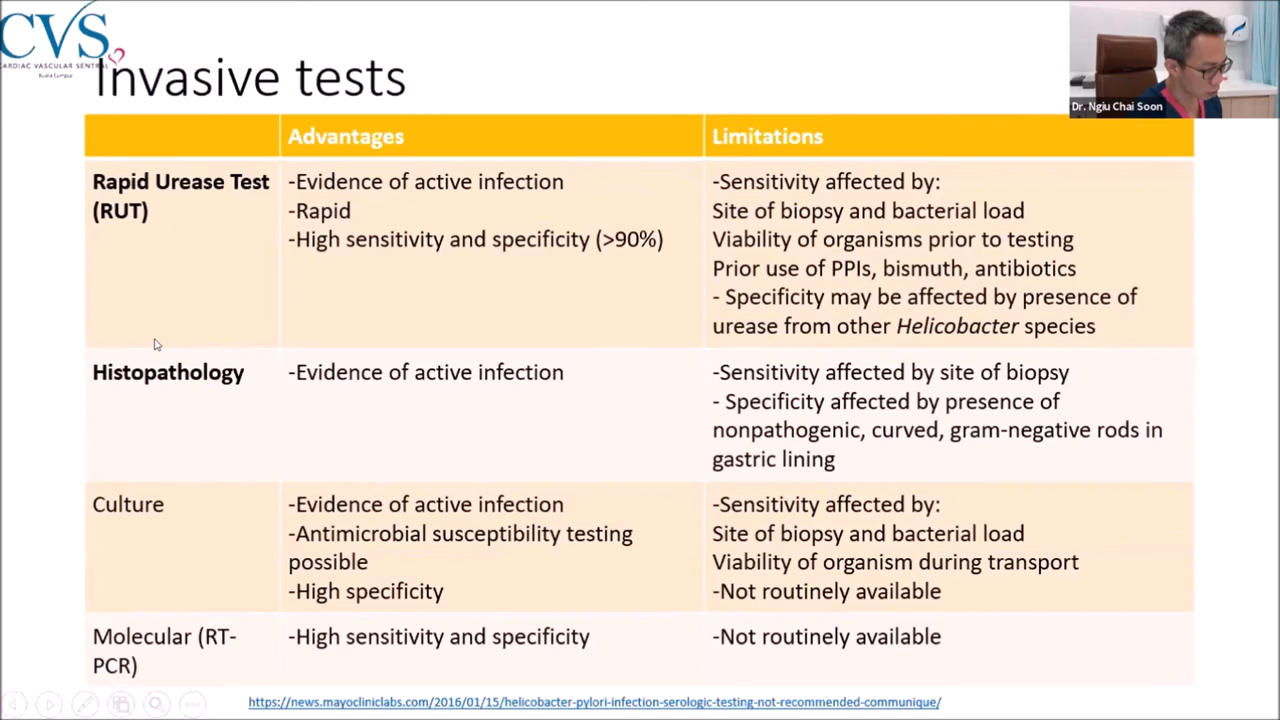 CVS
CARDIAC VASCULAR SENTRAL
Kuala Lumpur
Invasive tests
Dr. Ngiu Chai Soon
Advantages
Limitations
Rapid Urease Test
(RUT)
-Evidence of active infection
-Rapid
-High sensitivity and specificity (>90%)
-Sensitivity affected by:
Site of biopsy and bacterial load
Viability of organisms prior to testing
Prior use of PPIs, bismuth, antibiotics
- Specificity may be affected by presence of
urease from other Helicobacter species
Histopathology
-Evidence of active infection
-Sensitivity affected by site of biopsy
- Specificity affected by presence of
nonpathogenic, curved, gram-negative rods in
gastric lining
Culture
-Evidence of active infection
-Antimicrobial susceptibility testing
possible
-High specificity
-Sensitivity affected by:
Site of biopsy and bacterial load
Viability of organism during transport
-Not routinely available
Molecular (RT-
PCR)
-High sensitivity and specificity
-Not routinely available
https://news.mayocliniclabs.com/2016/01/15/helicobacter-pylori-infection-serologic-testing-not-recommended-communique/